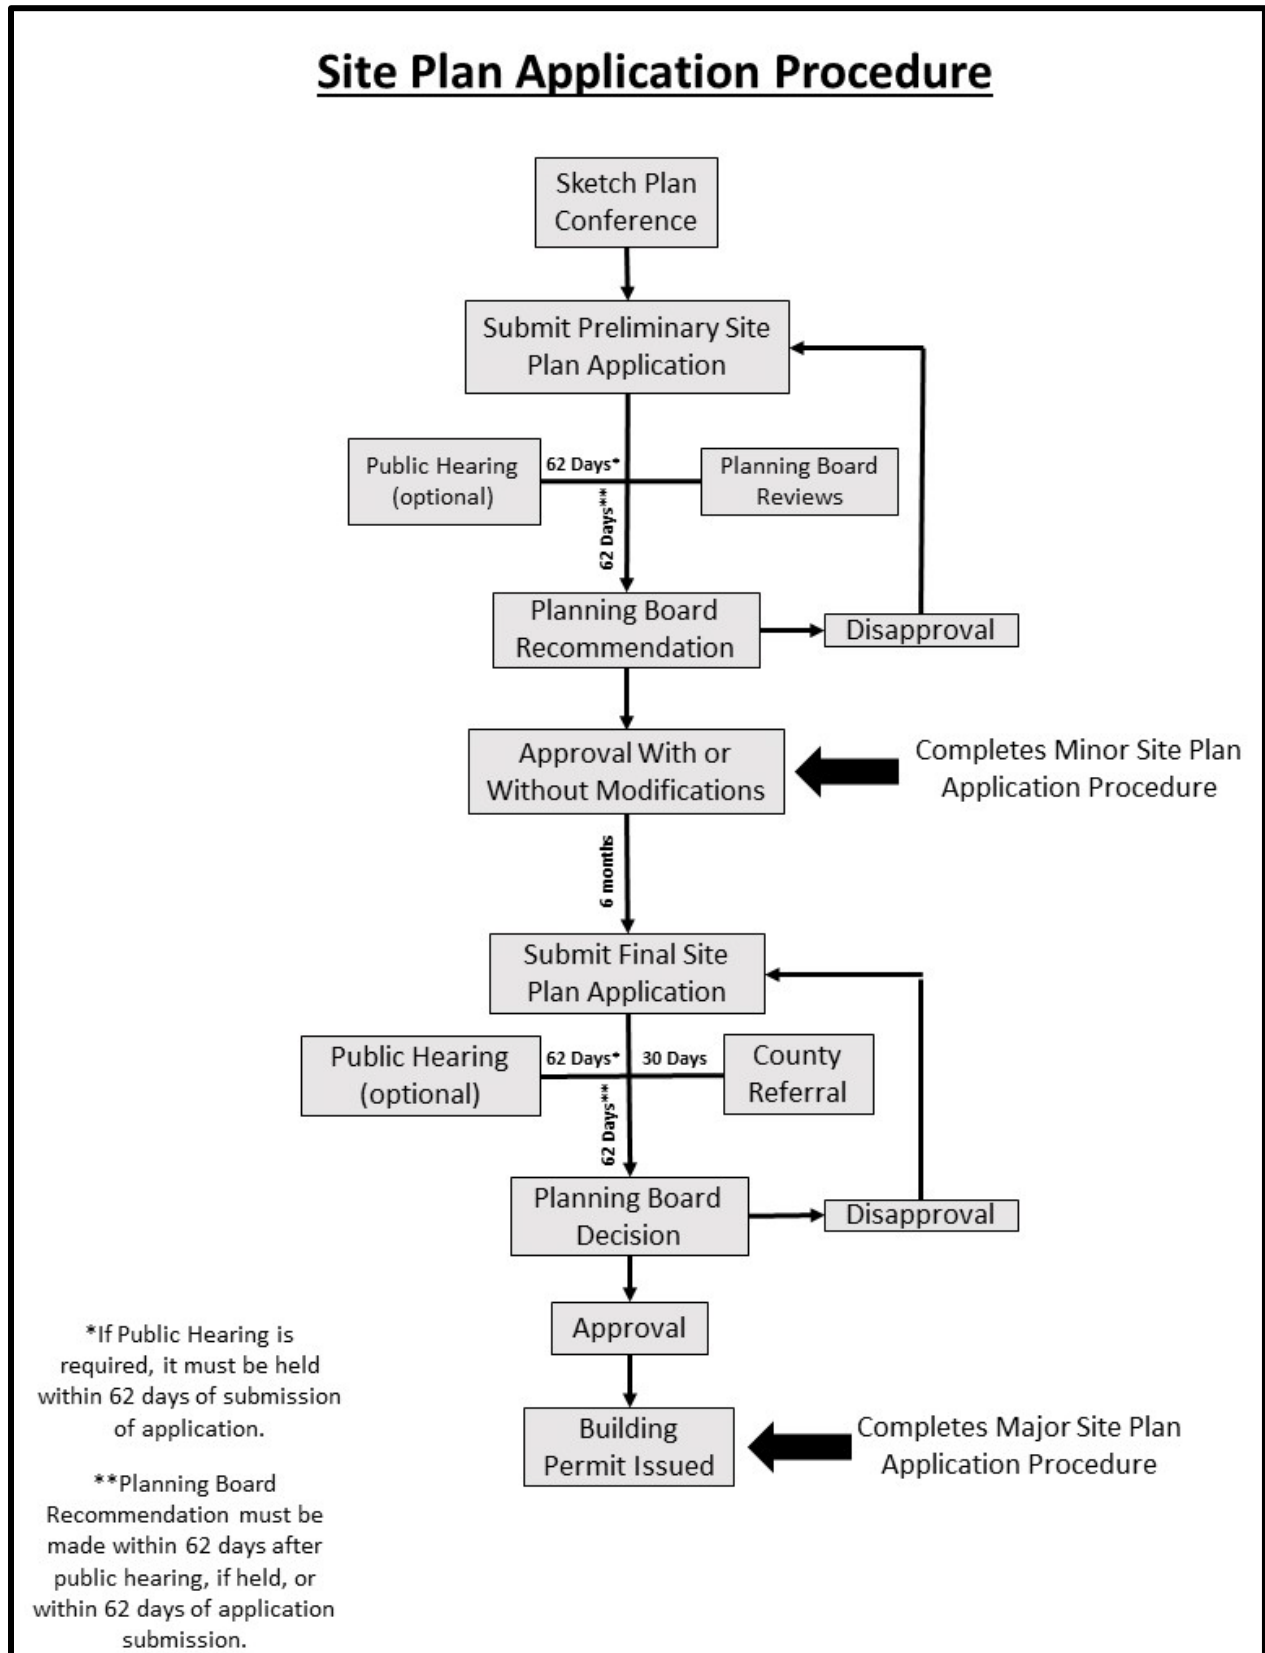 Site Plan Application Procedure
Sketch Plan
Conference
Submit Preliminary Site
Plan Application
Public Hearing
(optional)
62 Days*
62 Days**
Planning Board
Reviews
Planning Board
Recommendation
Disapproval
Approval With or
Without Modifications
Completes Minor Site Plan
Application Procedure
6 months
Submit Final Site
Plan Application
Public Hearing
(optional)
62 Days*
30 Days
62 Days**
County
Referral
Planning Board
Decision
Disapproval
Approval
Building
Permit Issued
Completes Major Site Plan
Application Procedure
*If Public Hearing is
required, it must be held
within 62 days of submission
of application.
**Planning Board
Recommendation must be
made within 62 days after
public hearing, if held, or
within 62 days of application
submission.